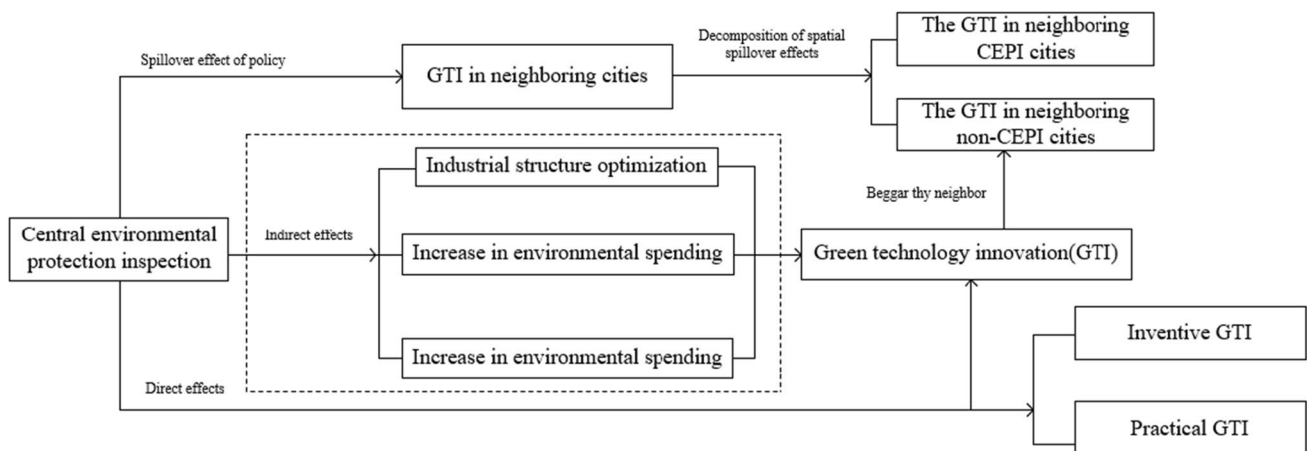 Spillover effect of policy
GTI in neighboring cities
Decomposition of spatial
spillover effects
The GTI in neighboring
CEPI cities
The GTI in neighboring
non-CEPI cities
Industrial structure optimization
Beggar thy neighbor
Central environmental
protection inspection
Indirect effects
Increase in environmental spending
Green technology innovation(GTI)
Increase in environmental spending
Direct effects
Inventive GTI
Practical GTI